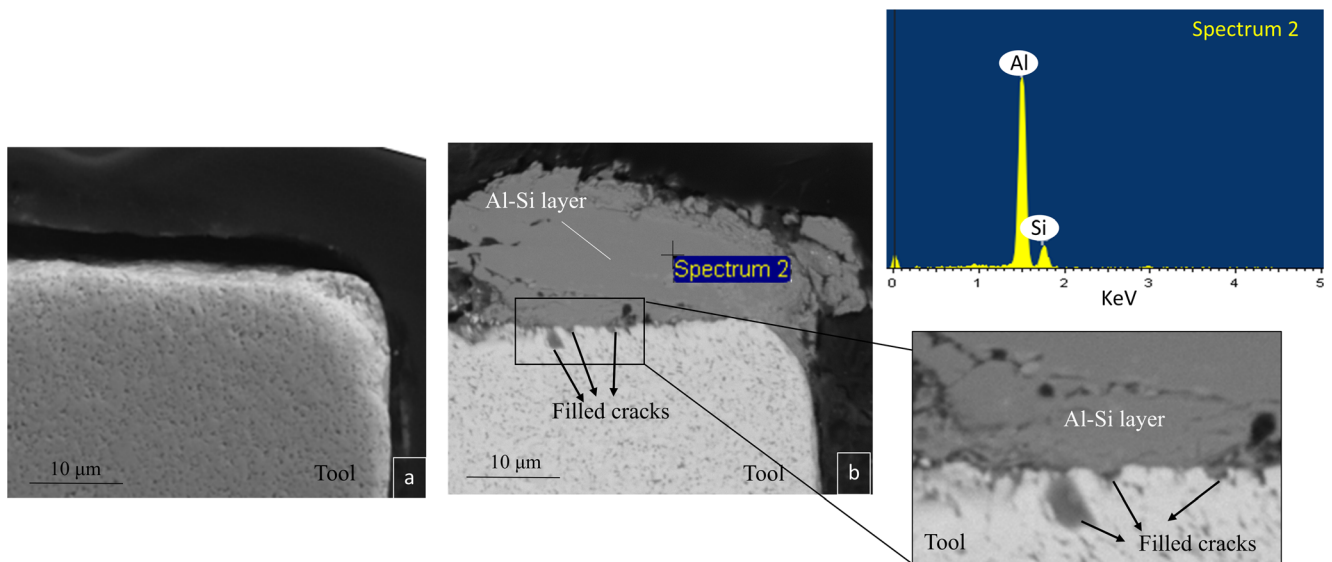 10 μm
Tool
a
Al-Si layer
Spectrum 2
Filled cracks
10 μm
Tool
b
Spectrum 2
Al
Si
0
1
2
3
4
5
KeV
Al-Si layer
Tool
Filled cracks